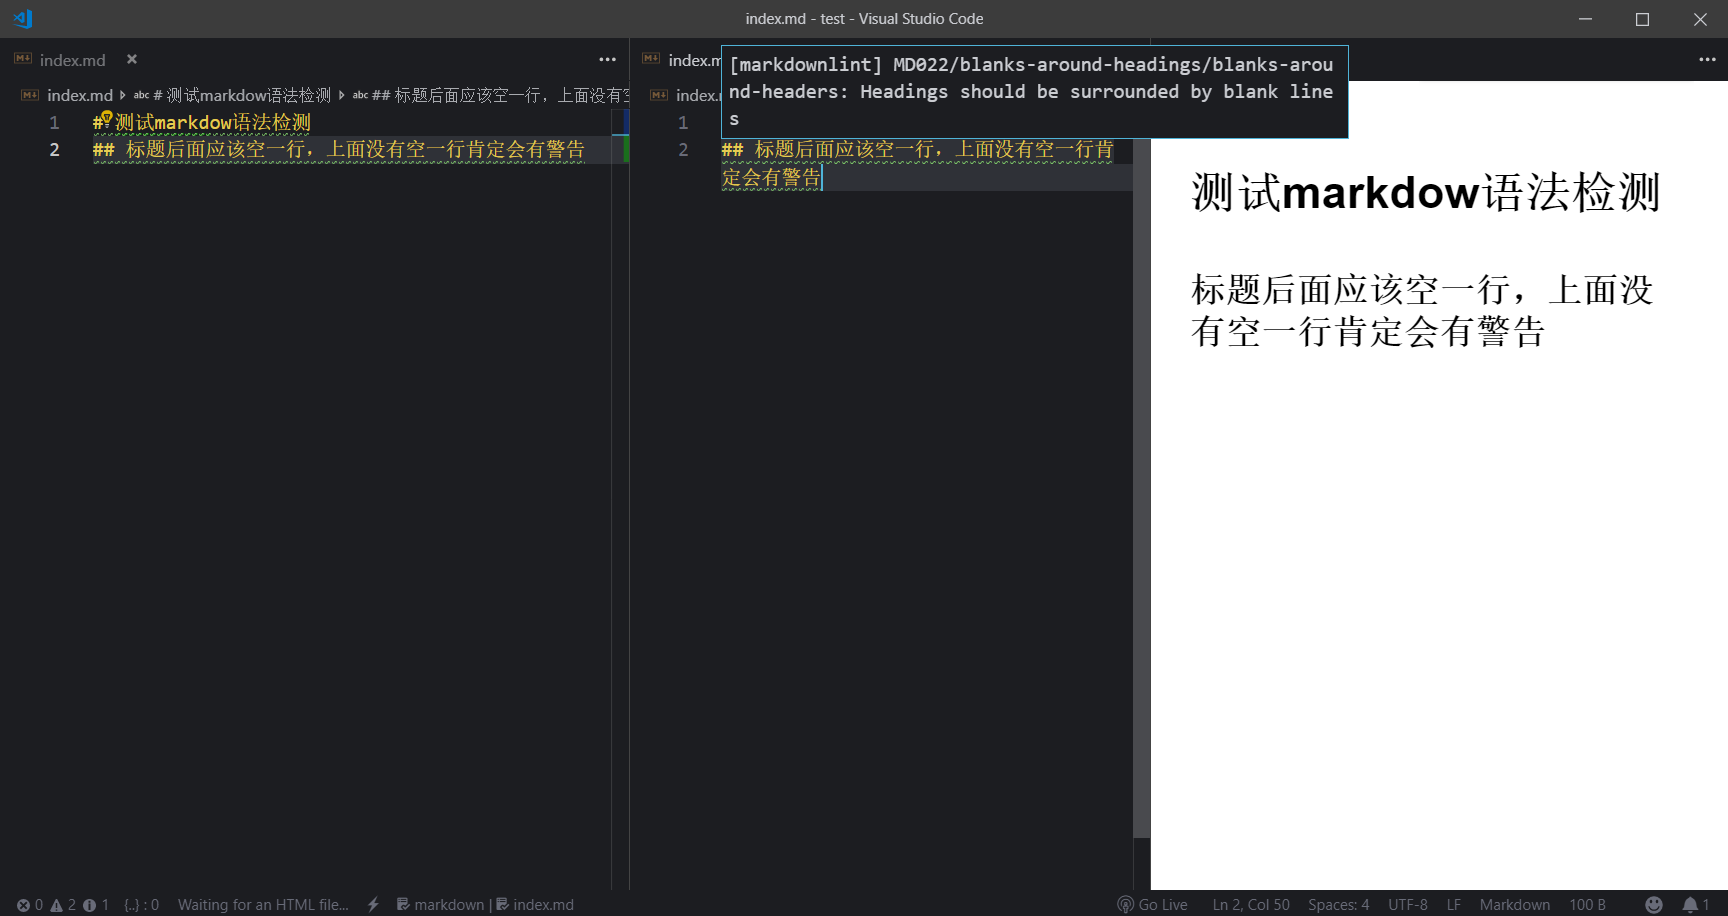 index.md - test - Visual Studio Code
index.md
index.m
index.md # 测试markdow语法检测 ## 标题后面应该空一行，上面没有空
index.
[markdownlint] MD022/blanks-around-headings/blanks-arou
nd-headers: Headings should be surrounded by blank line
s
1 # 测试markdow语法检测
2 ## 标题后面应该空一行，上面没有空一行肯定会有警告
1
2 ## 标题后面应该空一行，上面没有空一行肯
定会有警告
测试markdow语法检测
标题后面应该空一行，上面没
有空一行肯定会有警告
0 2 1 {..} : 0 Waiting for an HTML file... markdown | index.md Go Live Ln 2, Col 50 Spaces: 4 UTF-8 LF Markdown 100 B 1